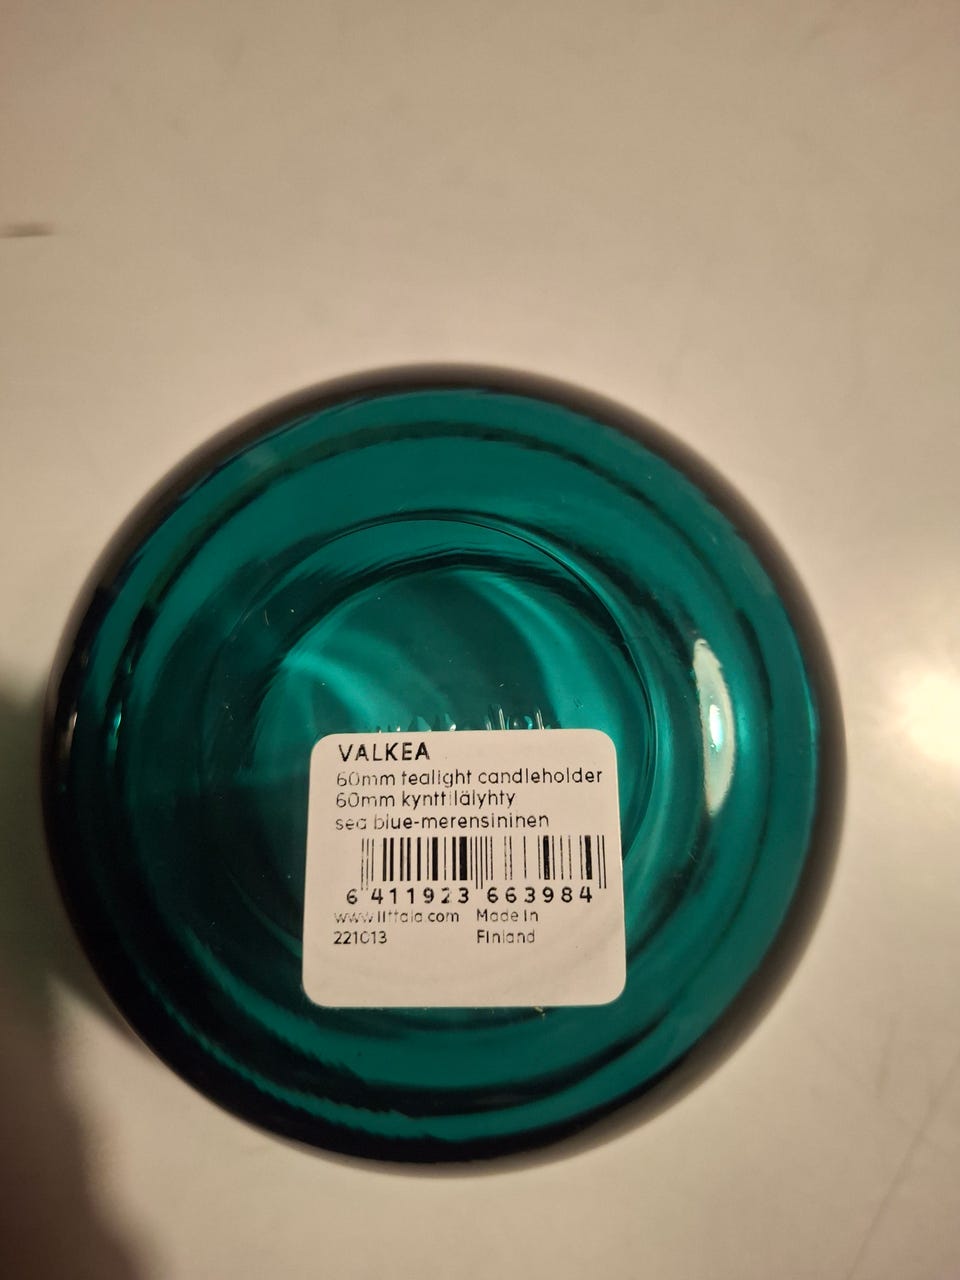 VALKEA
60mm tealight candleholder
60mm kynttilälyhty
sea blue-merensininen
6 411923 663984
www.iittala.com Made in
221013 Finland